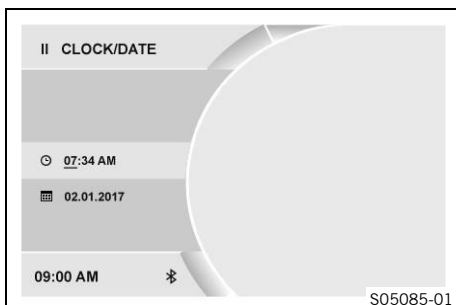 II CLOCK/DATE
07:34 AM
02.01.2017
09:00 AM
S05085-01